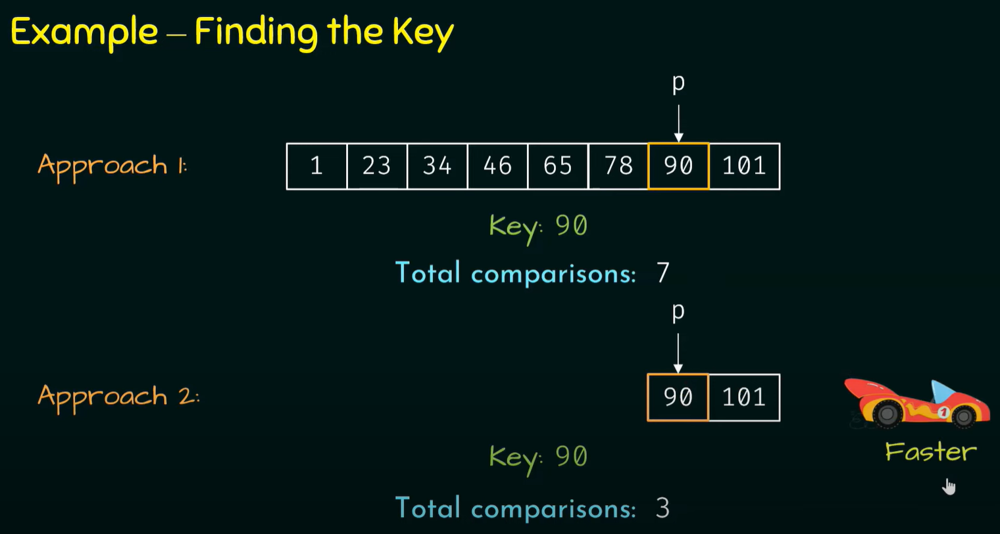 Example – Finding the Key
p
Approach 1: 1 23 34 46 65 78 90 101
Key: 90
Total comparisons: 7
p
Approach 2: 90 101
1
Faster
Key: 90
Total comparisons: 3